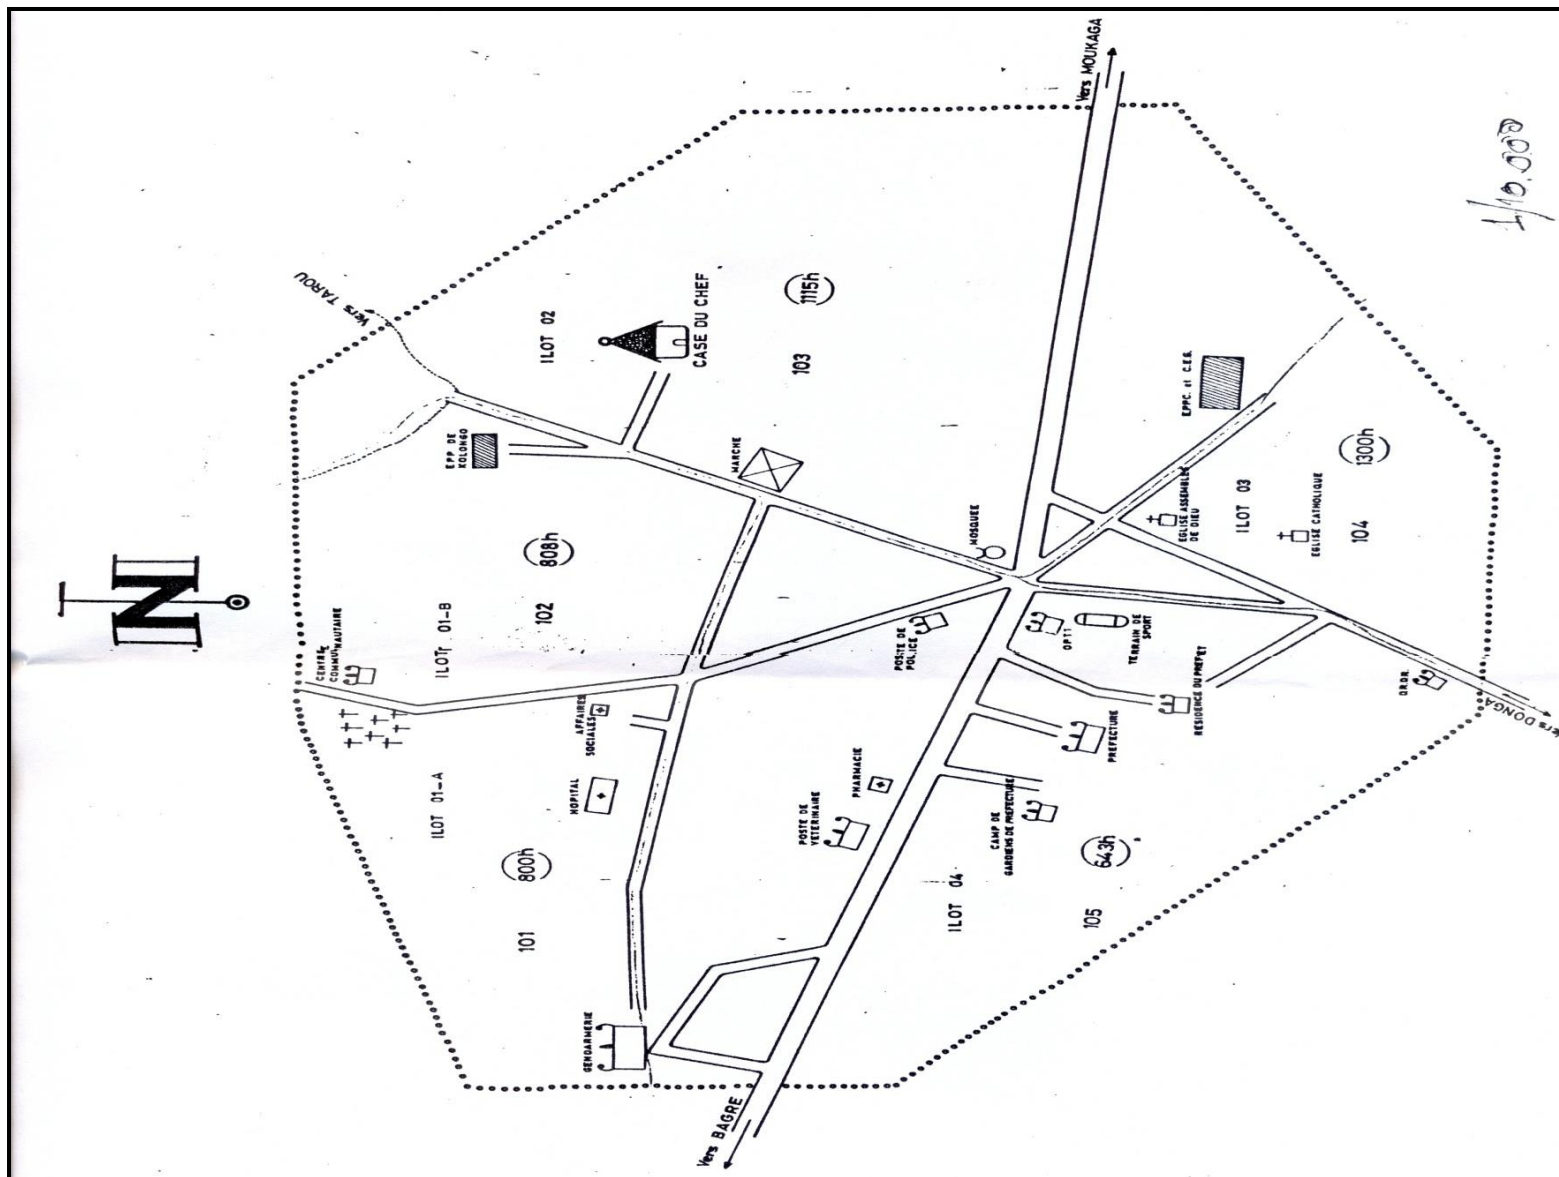 N
Vers MOUKAGA
1/10.000
Vers TAROU
ILOT 02
CASE DU CHEF
1115h
103
EPP. DE
KOLONGO
MARCHE
EPPC. et C.E.G.
1300h
808h
102
ILOT 01-B
CENTRE
COMMUNAUTAIRE
MOSQUEE
EGLISE ASSEMBLEE
DE DIEU
ILOT 03
EGLISE CATHOLIQUE
104
POSTE DE
POLICE
OPT1
TERRAIN DE
SPORT
RESIDENCE DU PREFET
O.R.D.R.
Vers DONGA
AFFAIRES
SOCIALES
HOPITAL
ILOT 01-A
800h
101
PHARMACIE
POSTE DE
VETERINAIRE
PREFECTURE
CAMP DE
GARDIENS DE PREFECTURE
643h
ILOT 04
105
GENDARMERIE
Vers BAGRE